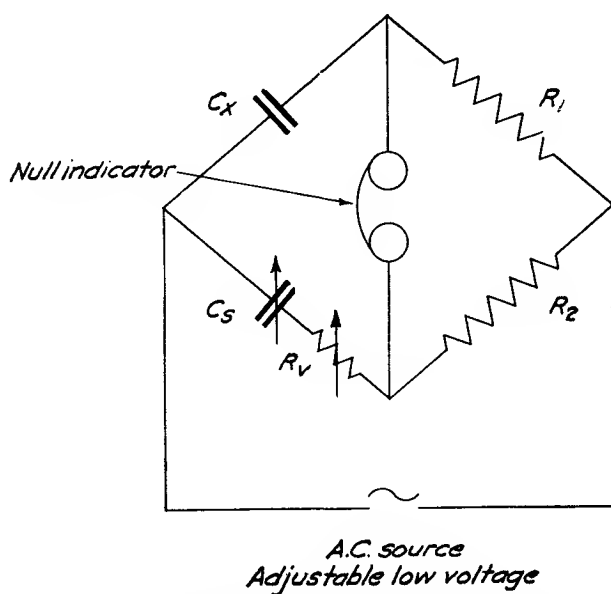 Cx
R1
Null indicator
Cs
Rv
R2
A.C. source
Adjustable low voltage